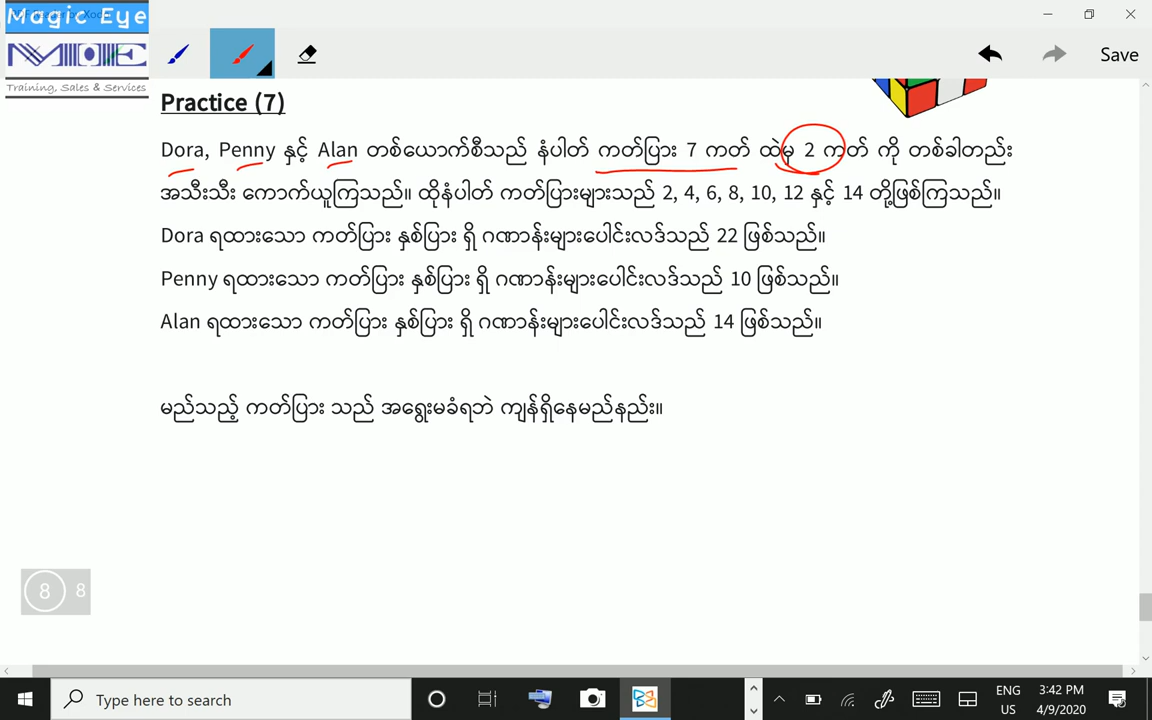 Magic Eye
MDE
Training, Sales & Services
Save
Practice (7)
Dora, Penny နှင့် Alan တစ်ယောက်စီသည် နံပါတ် ကတ်ပြား 7 ကတ် ထဲမှ 2 ကတ် ကို တစ်ခါတည်း
အသီးသီး ကောက်ယူကြသည်။ ထိုနံပါတ် ကတ်ပြားများသည် 2, 4, 6, 8, 10, 12 နှင့် 14 တို့ဖြစ်ကြသည်။
Dora ရထားသော ကတ်ပြား နှစ်ပြား ရှိ ဂဏာန်းများပေါင်းလဒ်သည် 22 ဖြစ်သည်။
Penny ရထားသော ကတ်ပြား နှစ်ပြား ရှိ ဂဏာန်းများပေါင်းလဒ်သည် 10 ဖြစ်သည်။
Alan ရထားသော ကတ်ပြား နှစ်ပြား ရှိ ဂဏာန်းများပေါင်းလဒ်သည် 14 ဖြစ်သည်။
မည်သည့် ကတ်ပြား သည် အရွေးမခံရဘဲ ကျန်ရှိနေမည်နည်း။
8 8
Type here to search
ENG
US
3:42 PM
4/9/2020